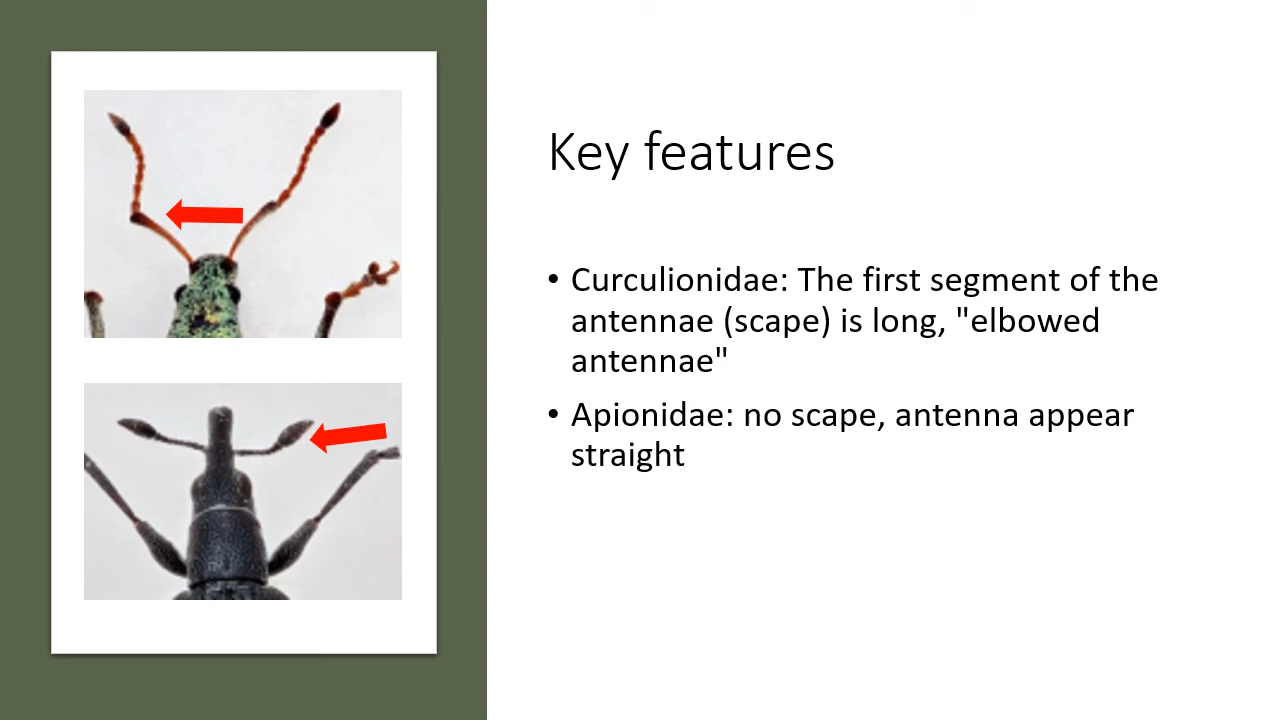 Key features
• Curculionidae: The first segment of the
antennae (scape) is long, "elbowed
antennae"
• Apionidae: no scape, antenna appear
straight